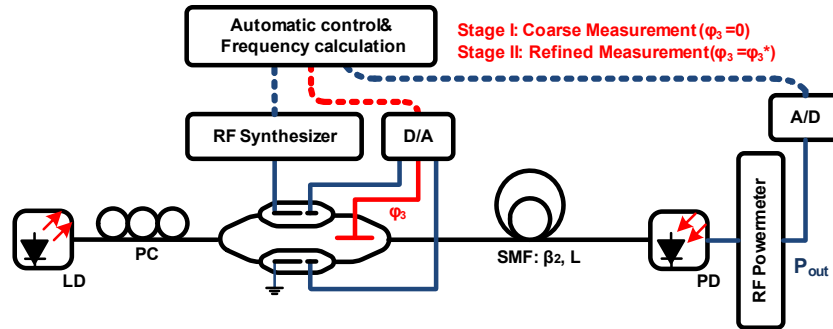 Automatic control&
Frequency calculation
Stage I: Coarse Measurement(φ₃=0)
Stage II: Refined Measurement(φ₃=φ₃*)
RF Synthesizer
D/A
A/D
φ₃
LD
PC
SMF: β₂, L
PD
RF Powermeter
Pout